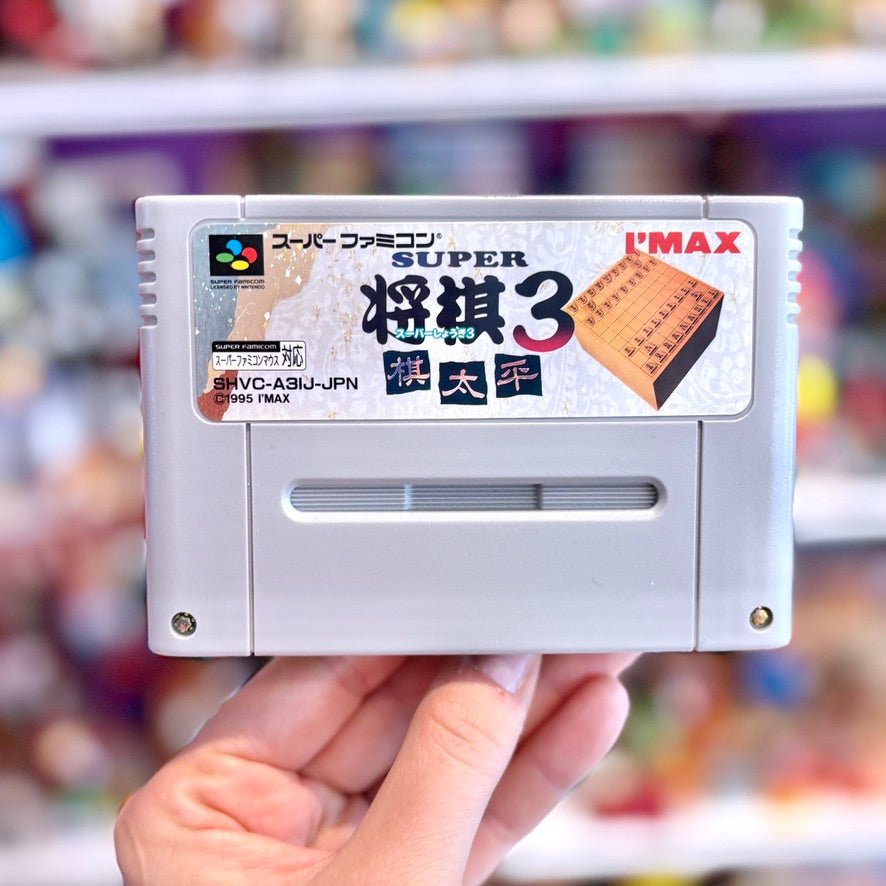 スーパーファミコン®
I'MAX
SUPER FAMICOM
LICENSED BY NINTENDO
SUPER
将棋3
スーパーしょうぎ3
棋太平
SUPER FAMICOM
スーパーファミコンマウス対応
SHVC-A3IJ-JPN
©1995 I'MAX